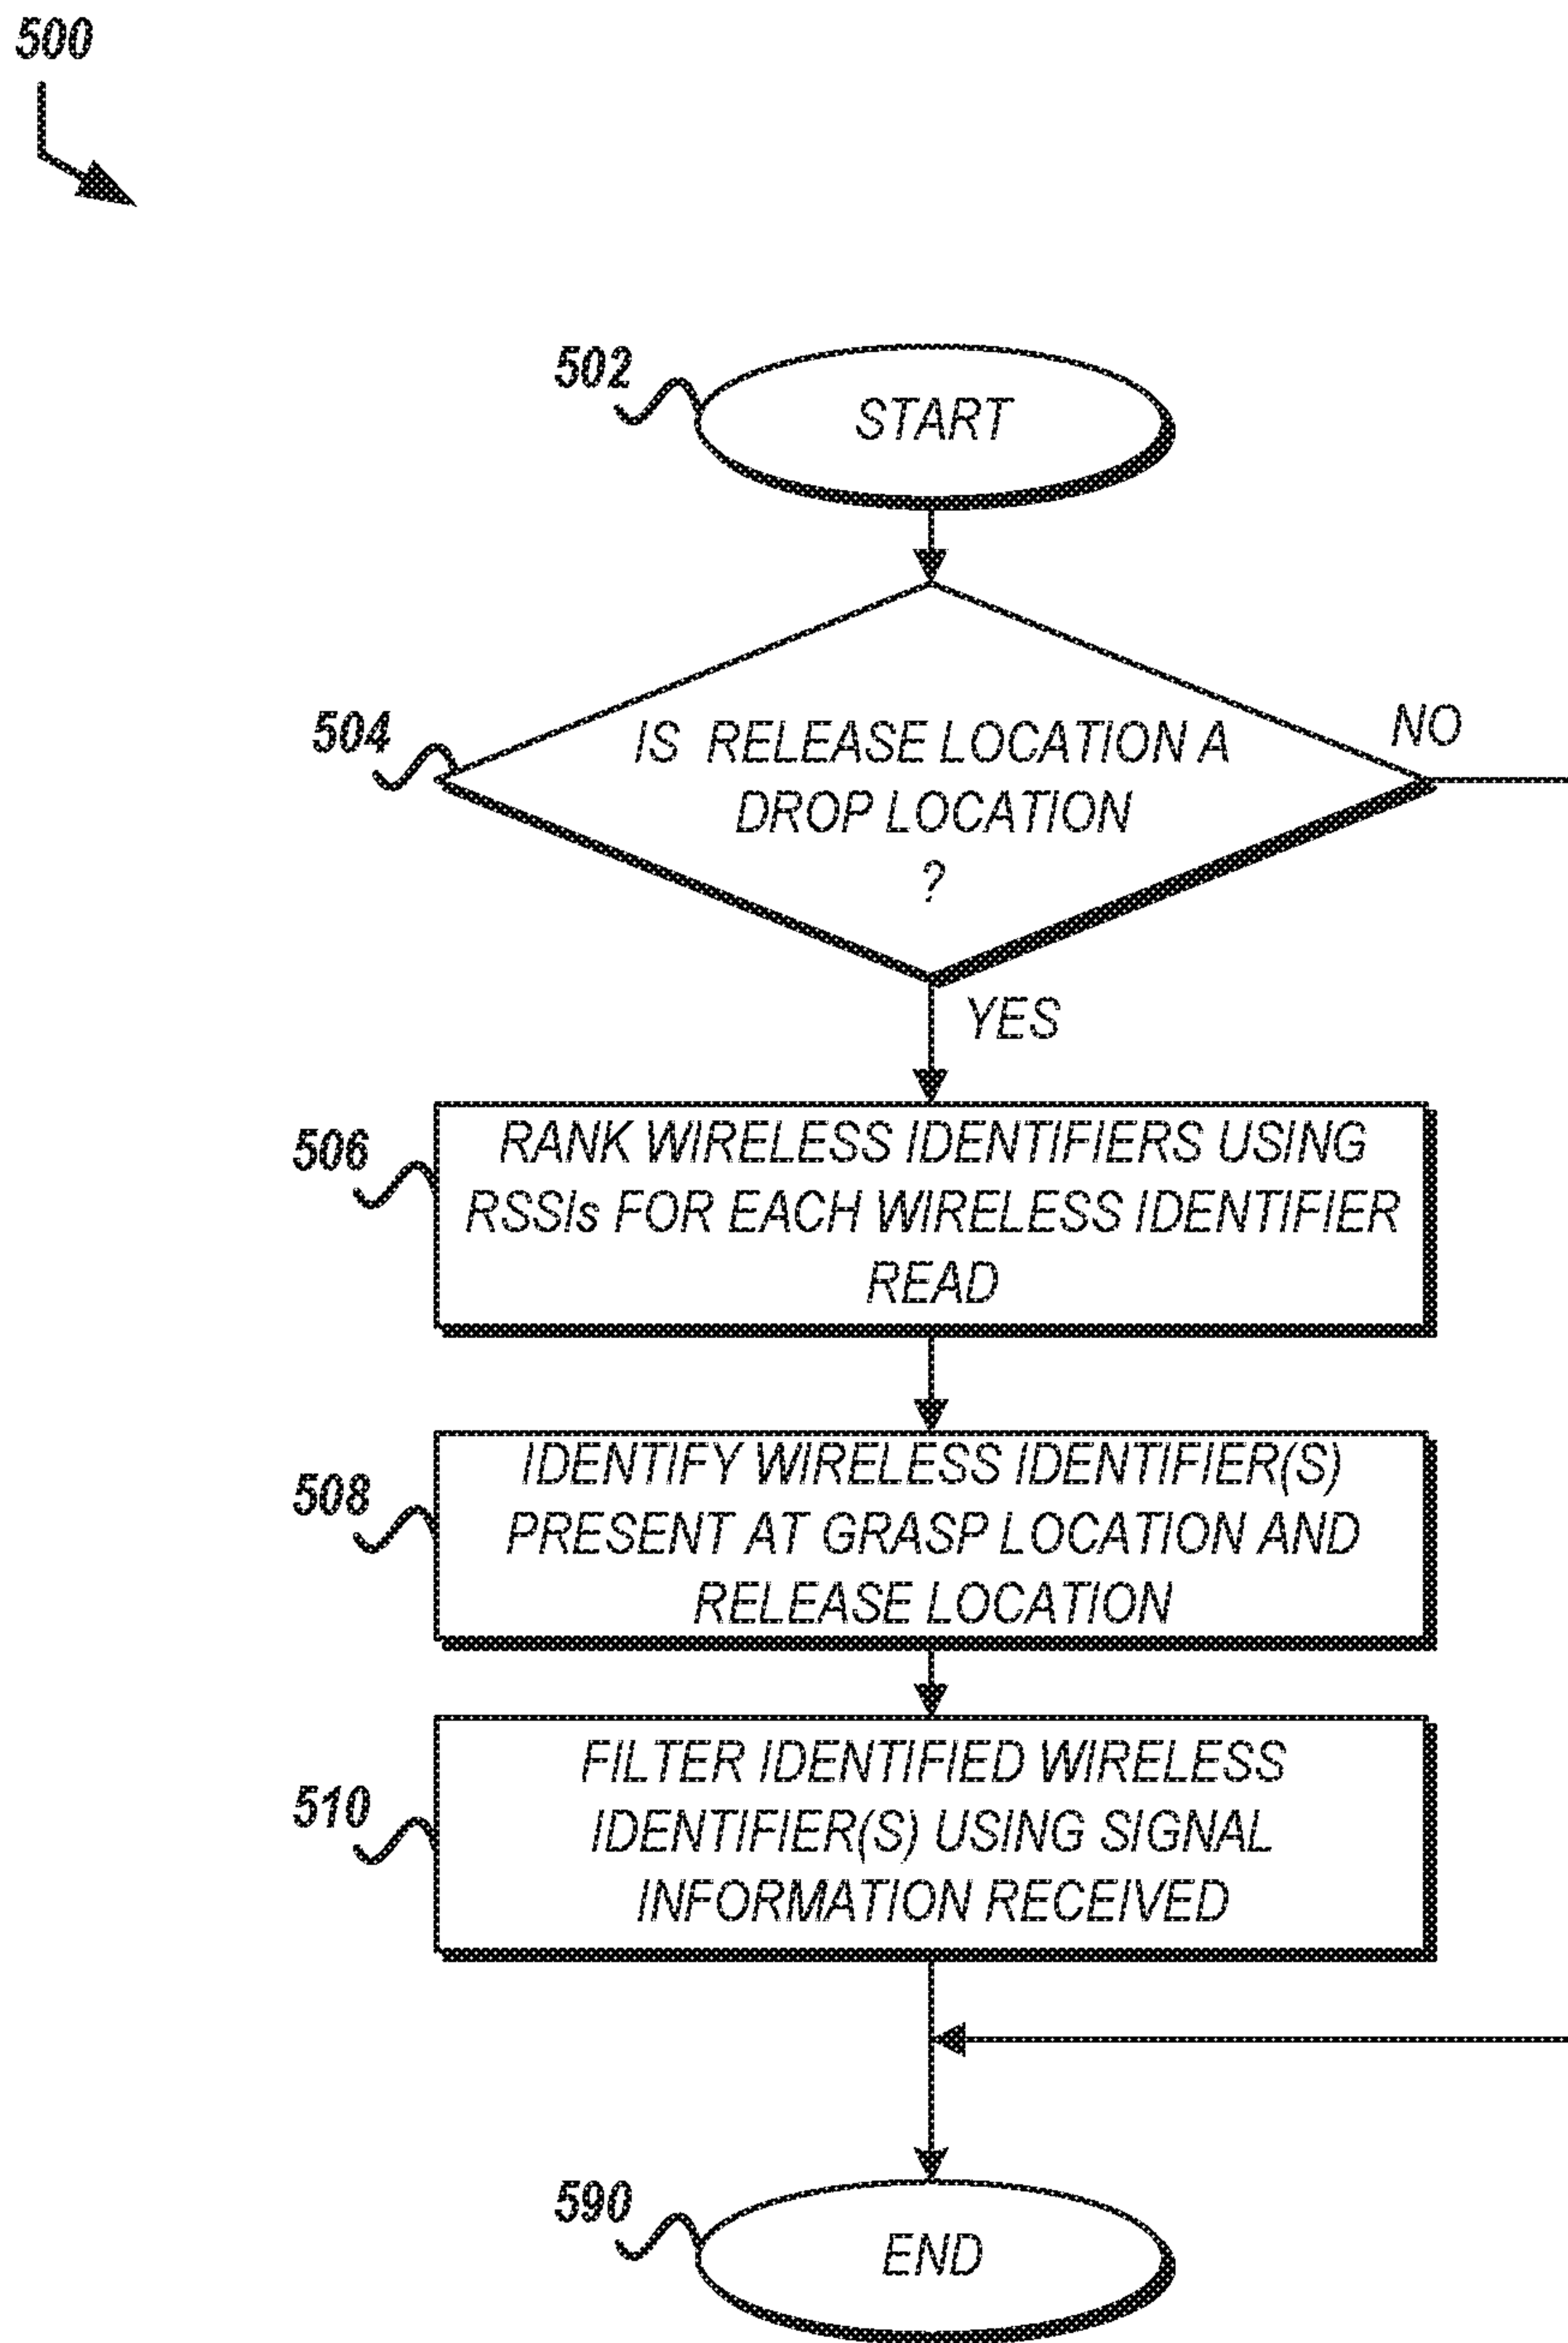 500
502
START
504
IS RELEASE LOCATION A
DROP LOCATION
?
NO
YES
506
RANK WIRELESS IDENTIFIERS USING
RSSIs FOR EACH WIRELESS IDENTIFIER
READ
508
IDENTIFY WIRELESS IDENTIFIER(S)
PRESENT AT GRASP LOCATION AND
RELEASE LOCATION
510
FILTER IDENTIFIED WIRELESS
IDENTIFIER(S) USING SIGNAL
INFORMATION RECEIVED
590
END